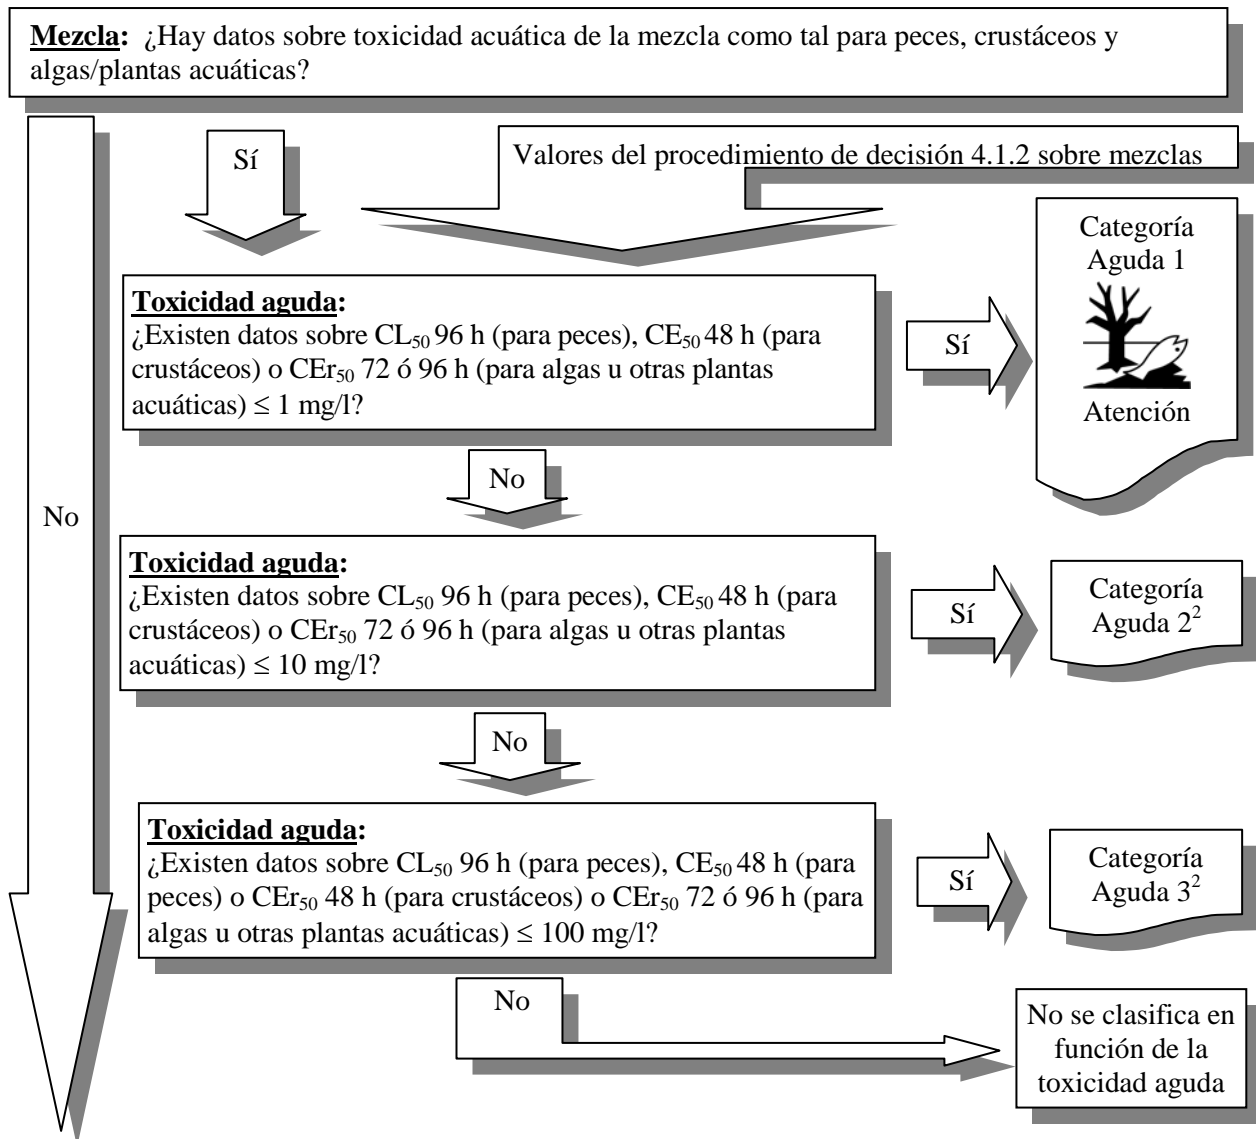 Mezcla: ¿Hay datos sobre toxicidad acuática de la mezcla como tal para peces, crustáceos y
algas/plantas acuáticas?
Sí
Valores del procedimiento de decisión 4.1.2 sobre mezclas
Toxicidad aguda:
¿Existen datos sobre CL₅₀ 96 h (para peces), CE₅₀ 48 h (para
crustáceos) o CEr₅₀ 72 ó 96 h (para algas u otras plantas
acuáticas) ≤ 1 mg/l?
Sí
Categoría
Aguda 1
Atención
No
No
Toxicidad aguda:
¿Existen datos sobre CL₅₀ 96 h (para peces), CE₅₀ 48 h (para
crustáceos) o CEr₅₀ 72 ó 96 h (para algas u otras plantas
acuáticas) ≤ 10 mg/l?
Sí
Categoría
Aguda 2²
No
Toxicidad aguda:
¿Existen datos sobre CL₅₀ 96 h (para peces), CE₅₀ 48 h (para
peces) o CEr₅₀ 48 h (para crustáceos) o CEr₅₀ 72 ó 96 h (para
algas u otras plantas acuáticas) ≤ 100 mg/l?
Sí
Categoría
Aguda 3²
No
No se clasifica en
función de la
toxicidad aguda